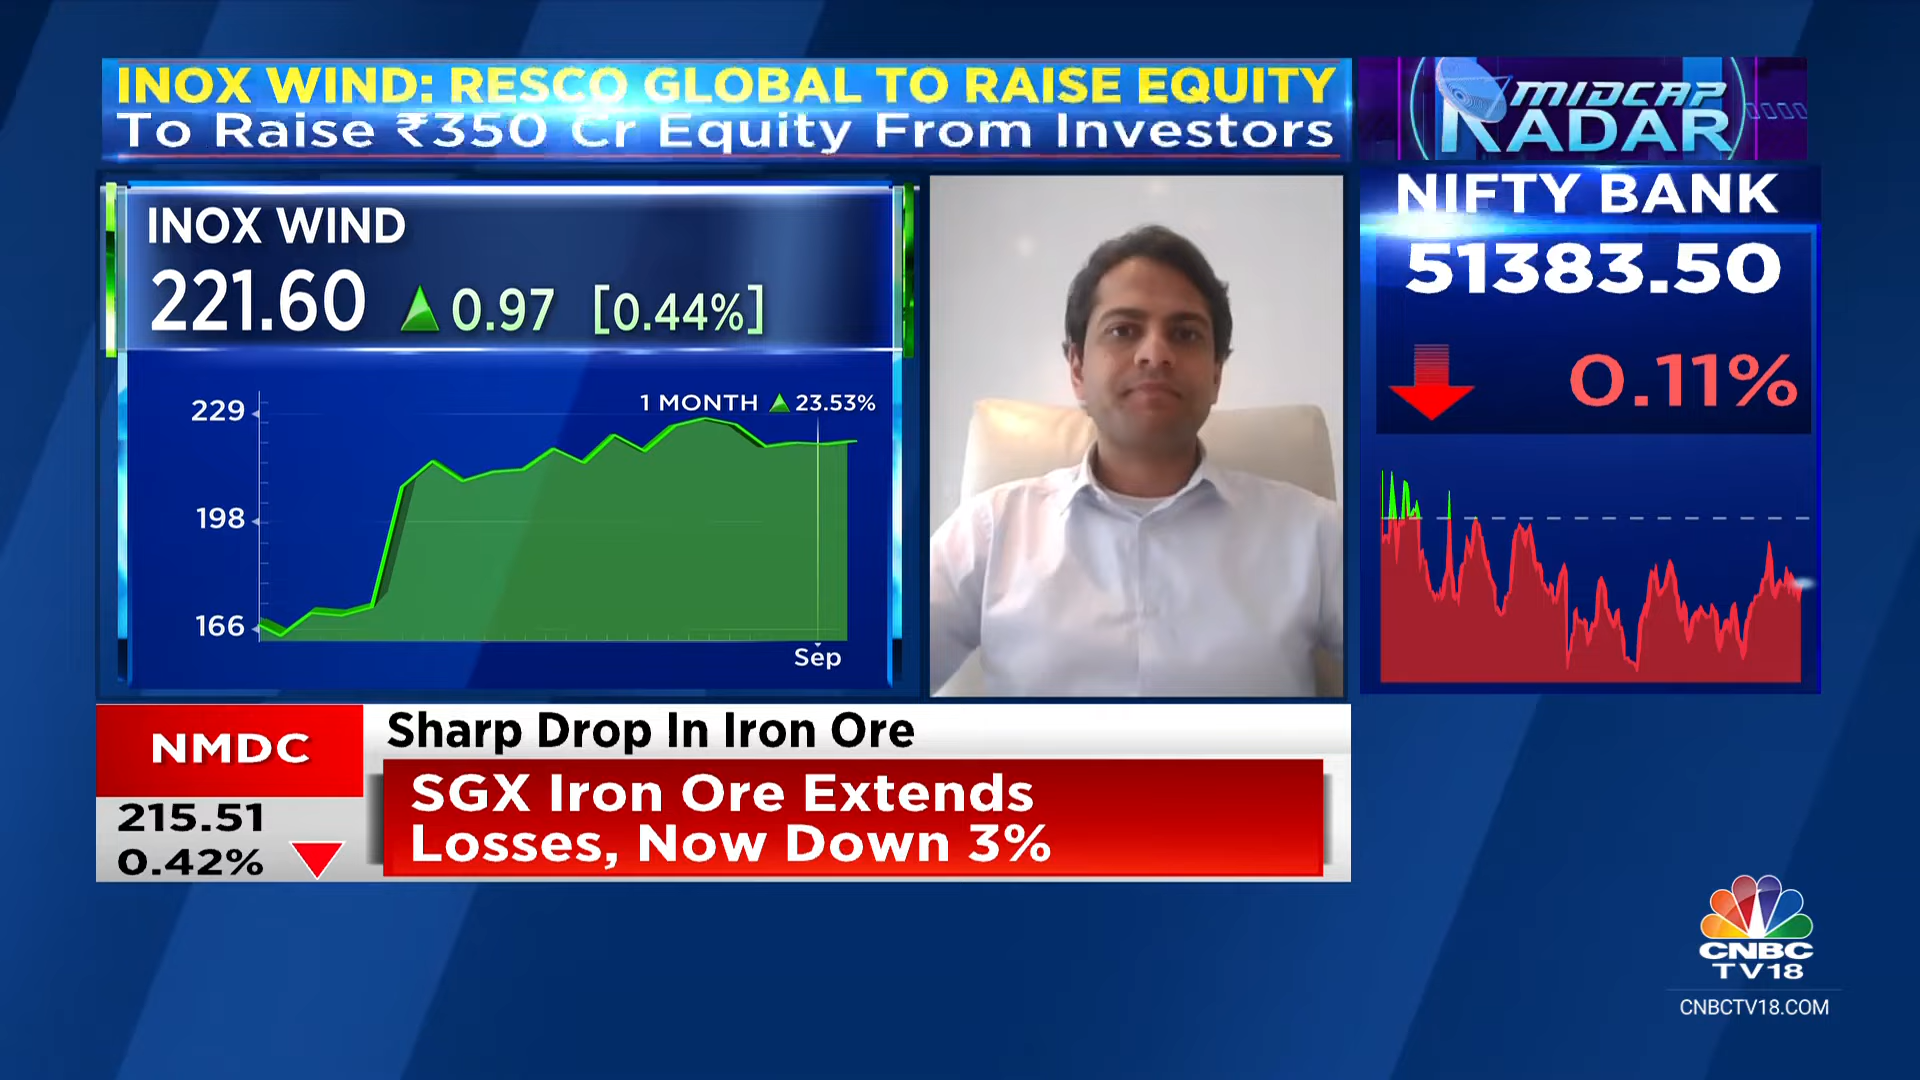 INOX WIND: RESCO GLOBAL TO RAISE EQUITY
To Raise ₹350 Cr Equity From Investors
MIDCAP
RADAR
INOX WIND
221.60 ▲ 0.97 [0.44%]
1 MONTH ▲ 23.53%
229
198
166
Sep
NIFTY BANK
51383.50
0.11%
NMDC
215.51
0.42%
Sharp Drop In Iron Ore
SGX Iron Ore Extends
Losses, Now Down 3%
CNBC
TV18
CNBCTV18.COM